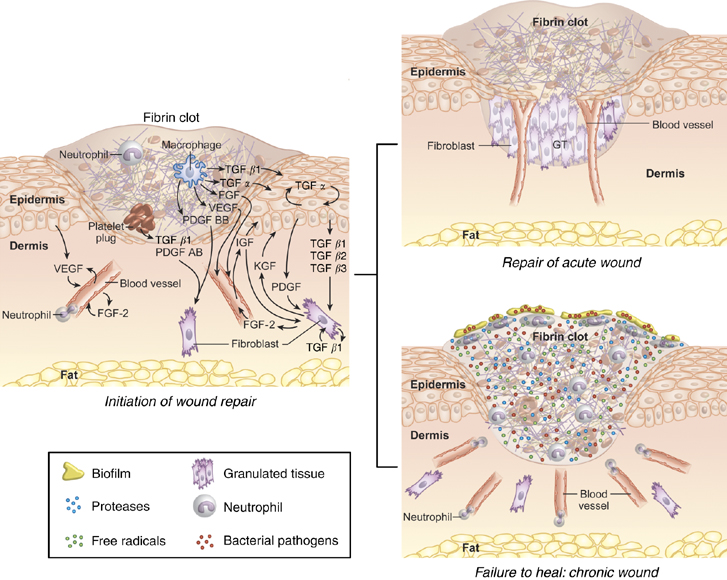 Fibrin clot
Neutrophil
Macrophage
TGF β1
TGF α
FGF
VEGF
PDGF BB
TGF α
Epidermis
Platelet
plug
TGF β1
PDGF AB
IGF
TGF β1
TGF β2
TGF β3
Dermis
VEGF
KGF
Blood vessel
PDGF
Neutrophil
FGF-2
FGF-2
Fibroblast
TGF β1
Fat
Initiation of wound repair
Fibrin clot
Epidermis
Blood vessel
Fibroblast
GT
Dermis
Fat
Repair of acute wound
Fibrin clot
Epidermis
Dermis
Blood
vessel
Neutrophil
Fat
Failure to heal: chronic wound
Biofilm
Granulated tissue
Proteases
Neutrophil
Free radicals
Bacterial pathogens